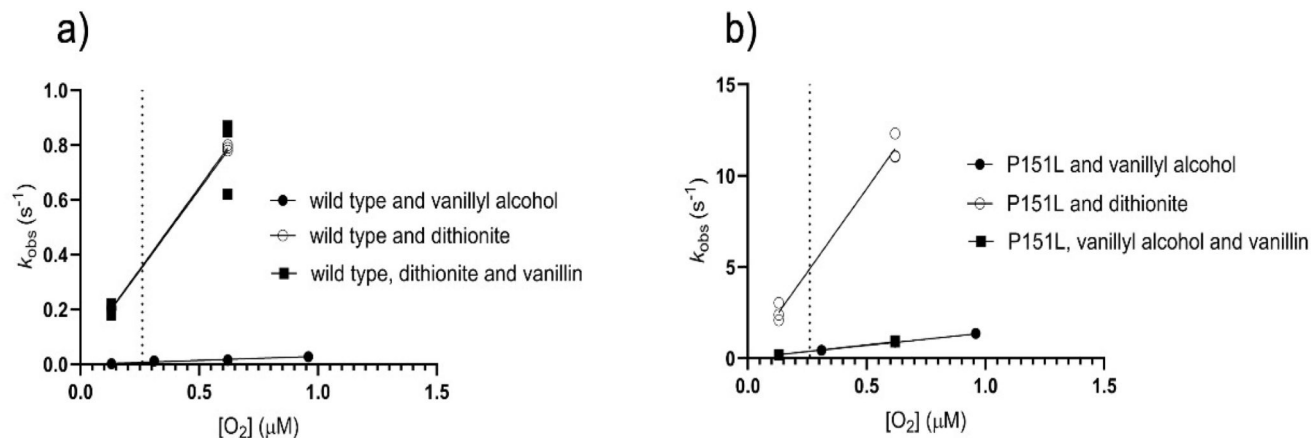 a)
1.0
0.8
0.6
0.4
0.2
0.0
kobs (s⁻¹)
0.0 0.5 1.0 1.5
[O₂] (μM)
wild type and vanillyl alcohol
wild type and dithionite
wild type, dithionite and vanillin
b)
15
10
5
0
kobs (s⁻¹)
0.0 0.5 1.0 1.5
[O₂] (μM)
P151L and vanillyl alcohol
P151L and dithionite
P151L, vanillyl alcohol and vanillin